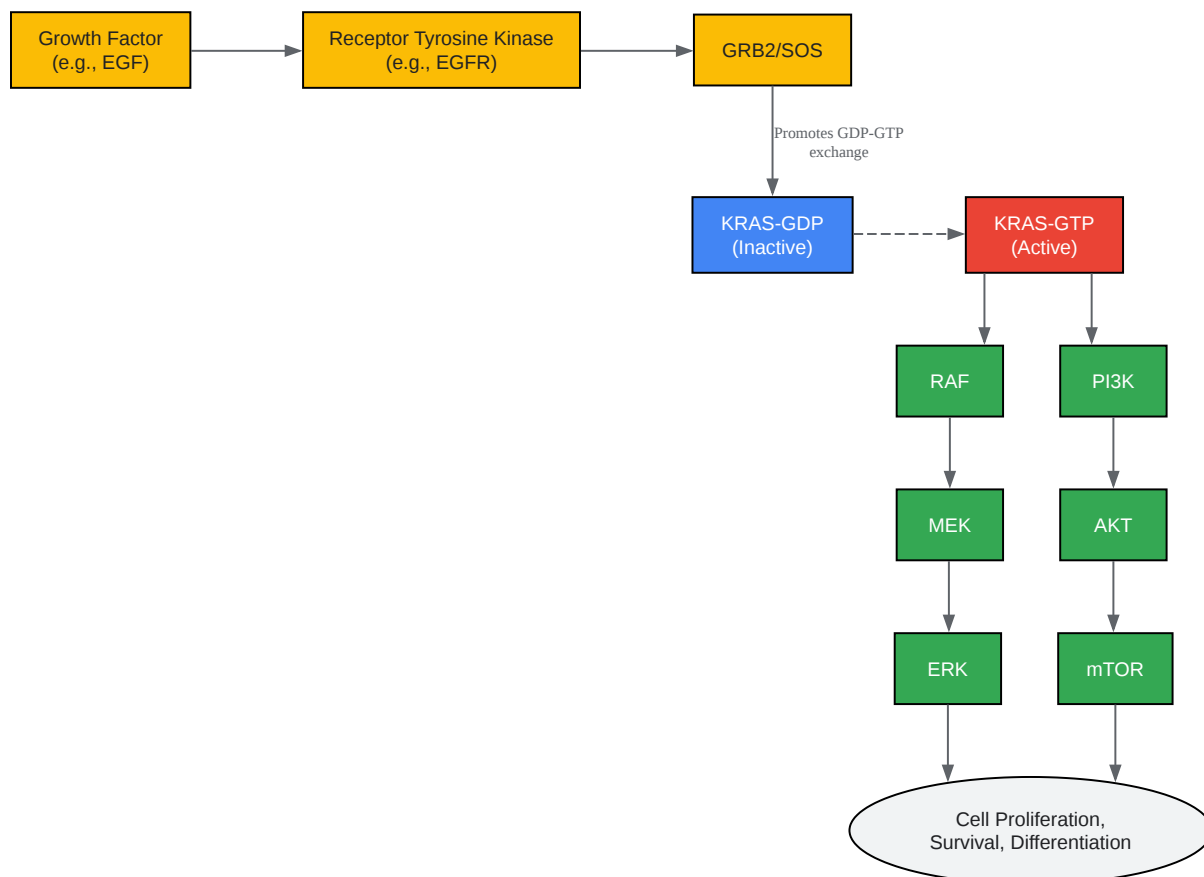 Growth Factor
(e.g., EGF)
Receptor Tyrosine Kinase
(e.g., EGFR)
GRB2/SOS
Promotes GDP-GTP
exchange
KRAS-GDP
(Inactive)
KRAS-GTP
(Active)
RAF
PI3K
MEK
AKT
ERK
mTOR
Cell Proliferation,
Survival, Differentiation